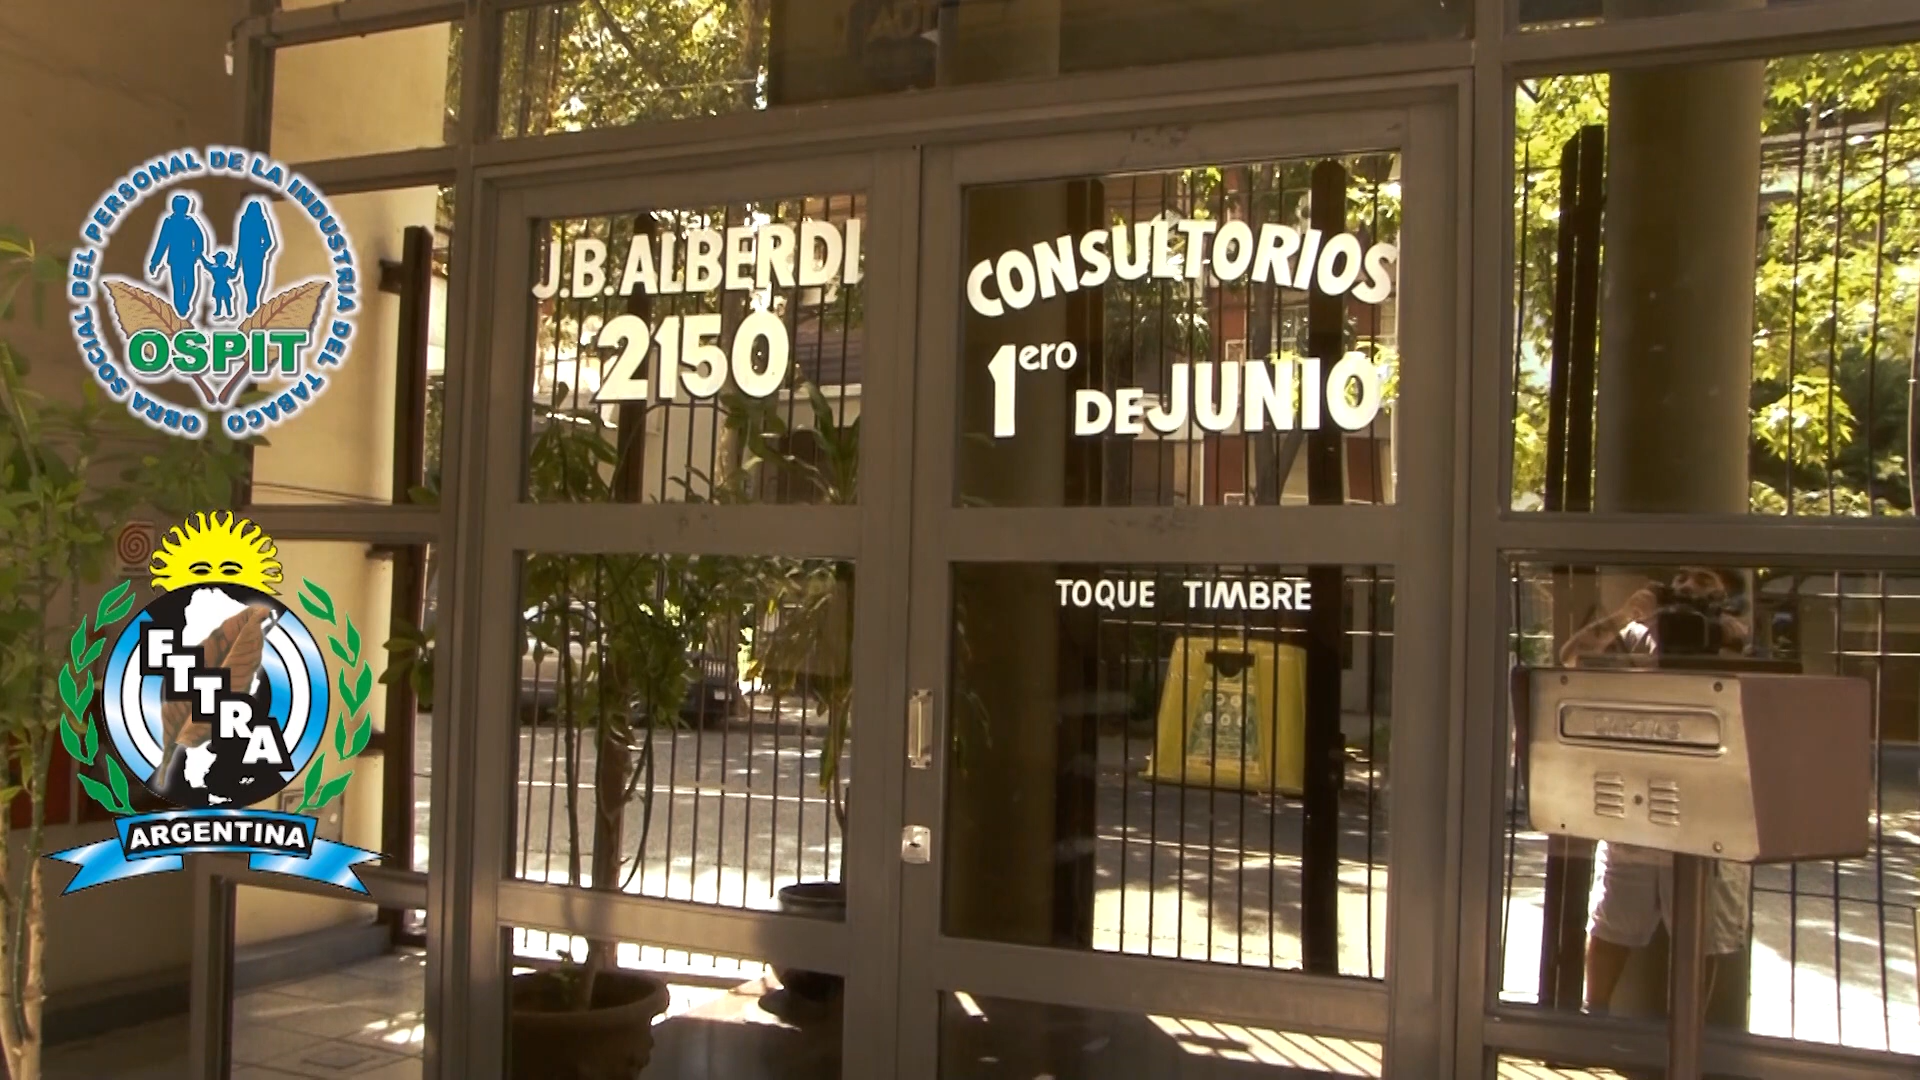 OBRA SOCIAL DEL PERSONAL DE LA INDUSTRIA DEL TABACO
OSPIT
FTTRA
ARGENTINA
J.B. ALBERDI
2150
CONSULTORIOS
1ero DE JUNIO
TOQUE TIMBRE